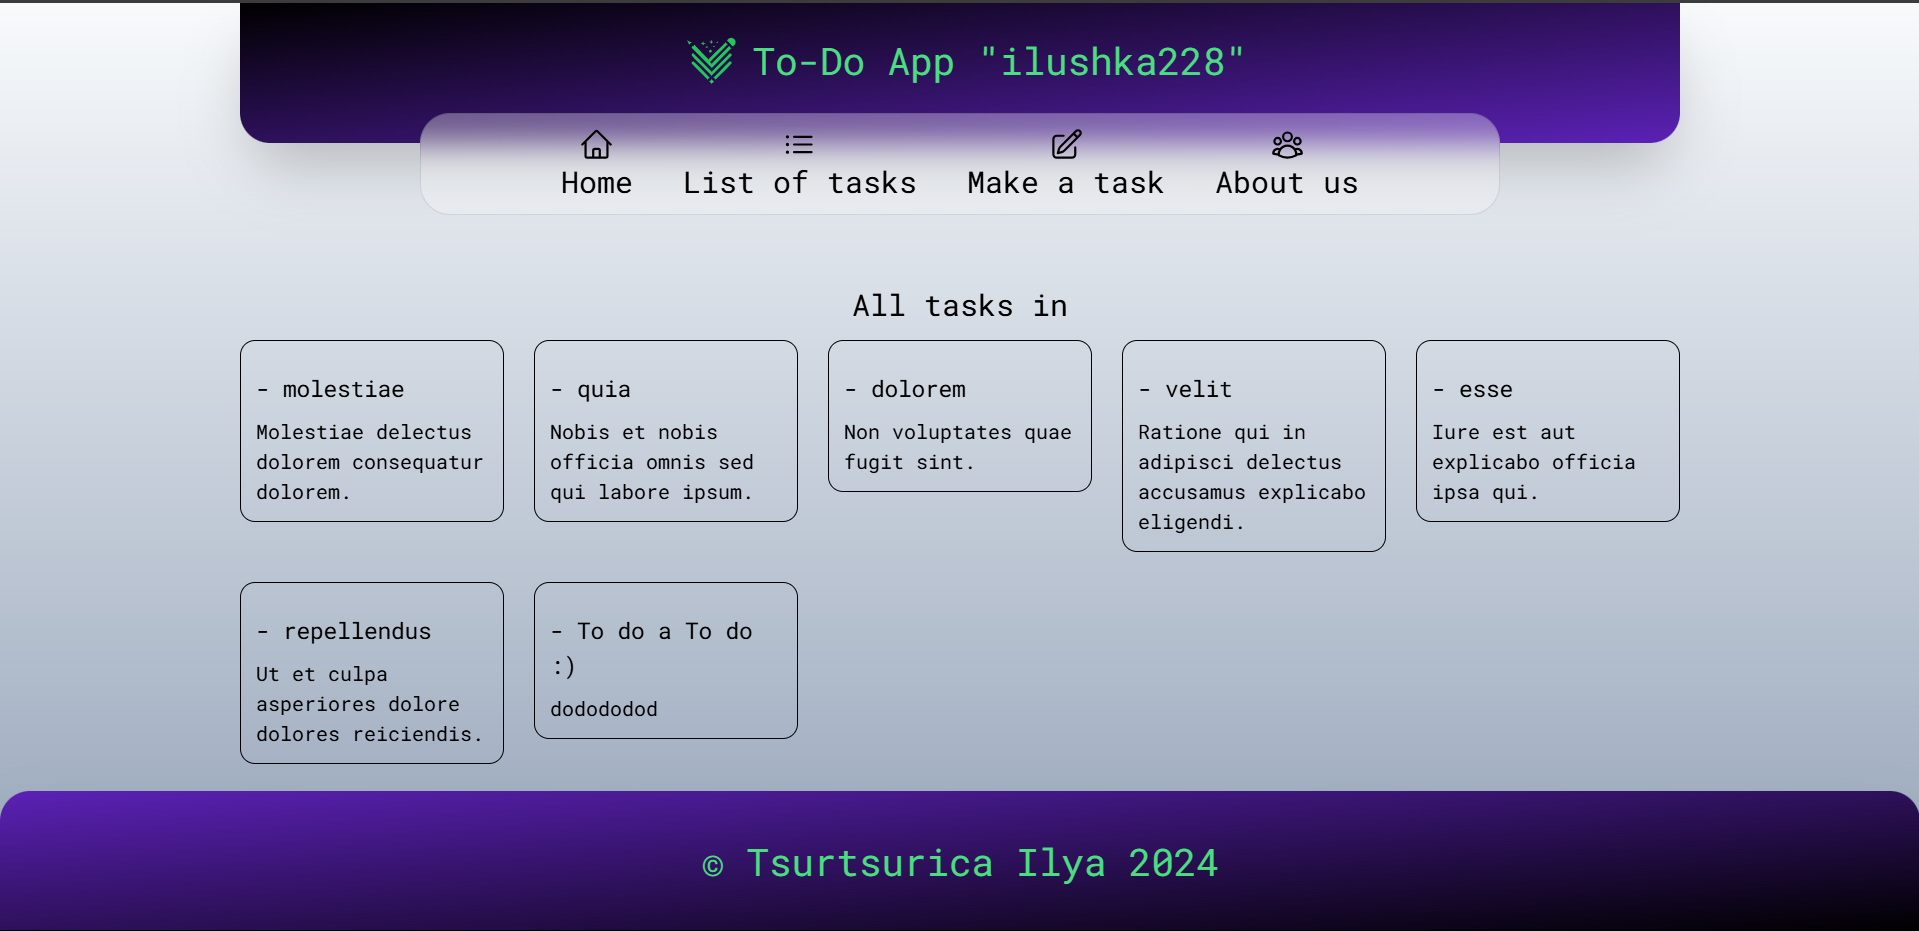 To-Do App "ilushka228"
Home
List of tasks
Make a task
About us
All tasks in
- molestiae
Molestiae delectus
dolorem consequatur
dolorem.
- quia
Nobis et nobis
officia omnis sed
qui labore ipsum.
- dolorem
Non voluptates quae
fugit sint.
- velit
Ratione qui in
adipisci delectus
accusamus explicabo
eligendi.
- esse
Iure est aut
explicabo officia
ipsa qui.
- repellendus
Ut et culpa
asperiores dolore
dolores reiciendis.
- To do a To do
:)
dodododod
© Tsurtsurica Ilya 2024